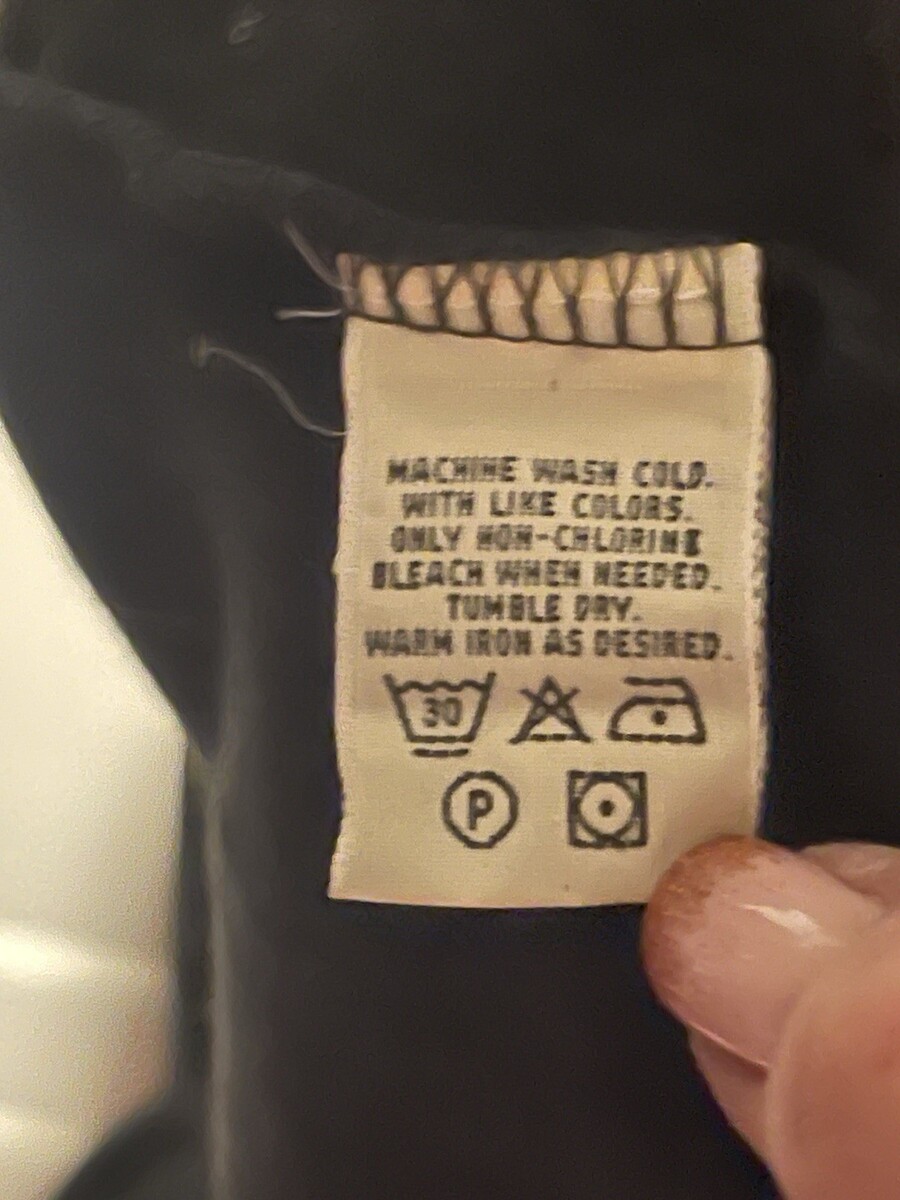 MACHINE WASH COLD.
WITH LIKE COLORS.
ONLY NON-CHLORINE
BLEACH WHEN NEEDED.
TUMBLE DRY.
WARM IRON AS DESIRED.
30
P